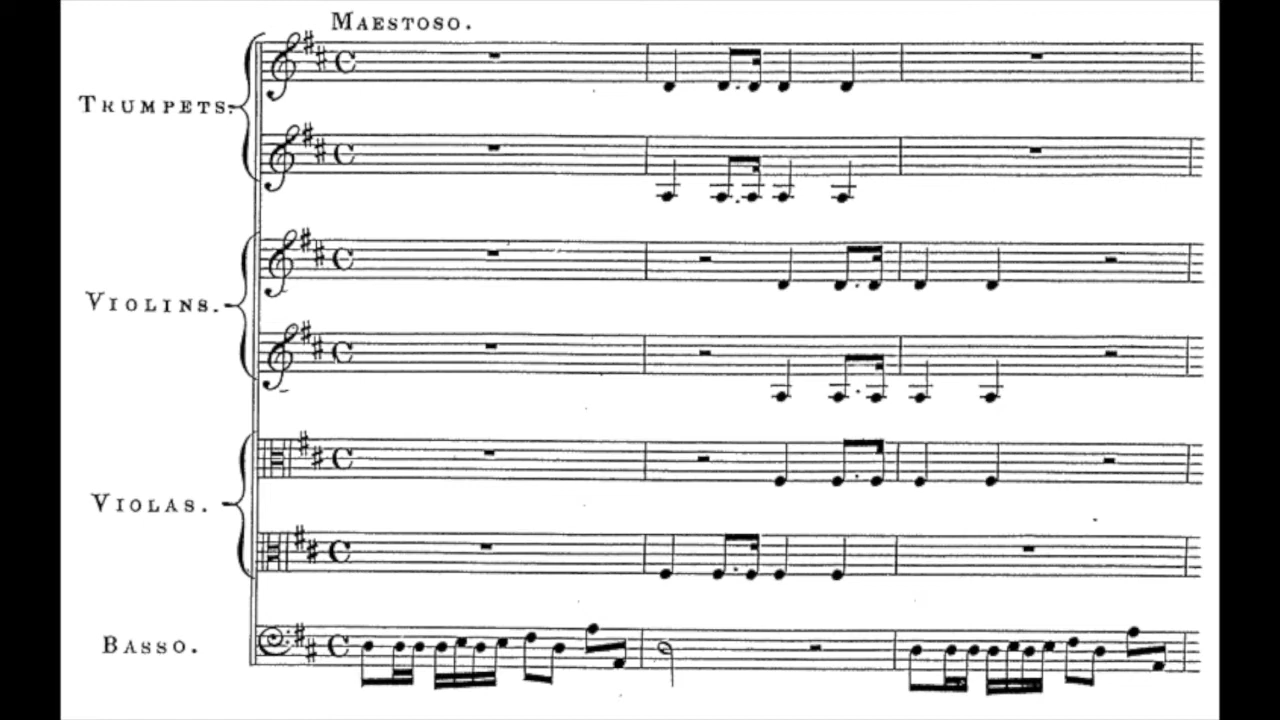 MAESTOSO.
TRUMPETS.
VIOLINS.
VIOLAS.
BASSO.